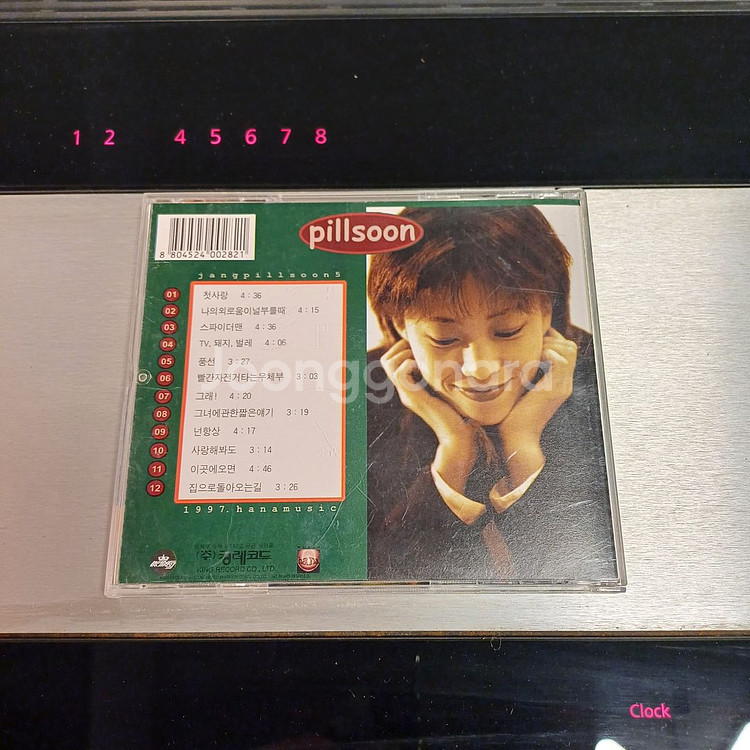 1 2 4 5 6 7 8
8 804524 002821
pillsoon
jangpillsoon5
01 첫사랑 4 : 36
02 나의외로움이널부를때 4 : 15
03 스파이더맨 4 : 36
04 TV, 돼지, 벌레 4 : 06
05 풍선 3 : 27
06 빨간자전거타는우체부 3 : 03
07 그래! 4 : 20
08 그녀에관한짧은얘기 3 : 19
09 넌항상 4 : 17
10 사랑해봐도 3 : 14
11 이곳에오면 4 : 46
12 집으로돌아오는길 3 : 26
joonggonara
1997.hanamusic
(주)킹레코드
KING RECORD CO., LTD.
Clock